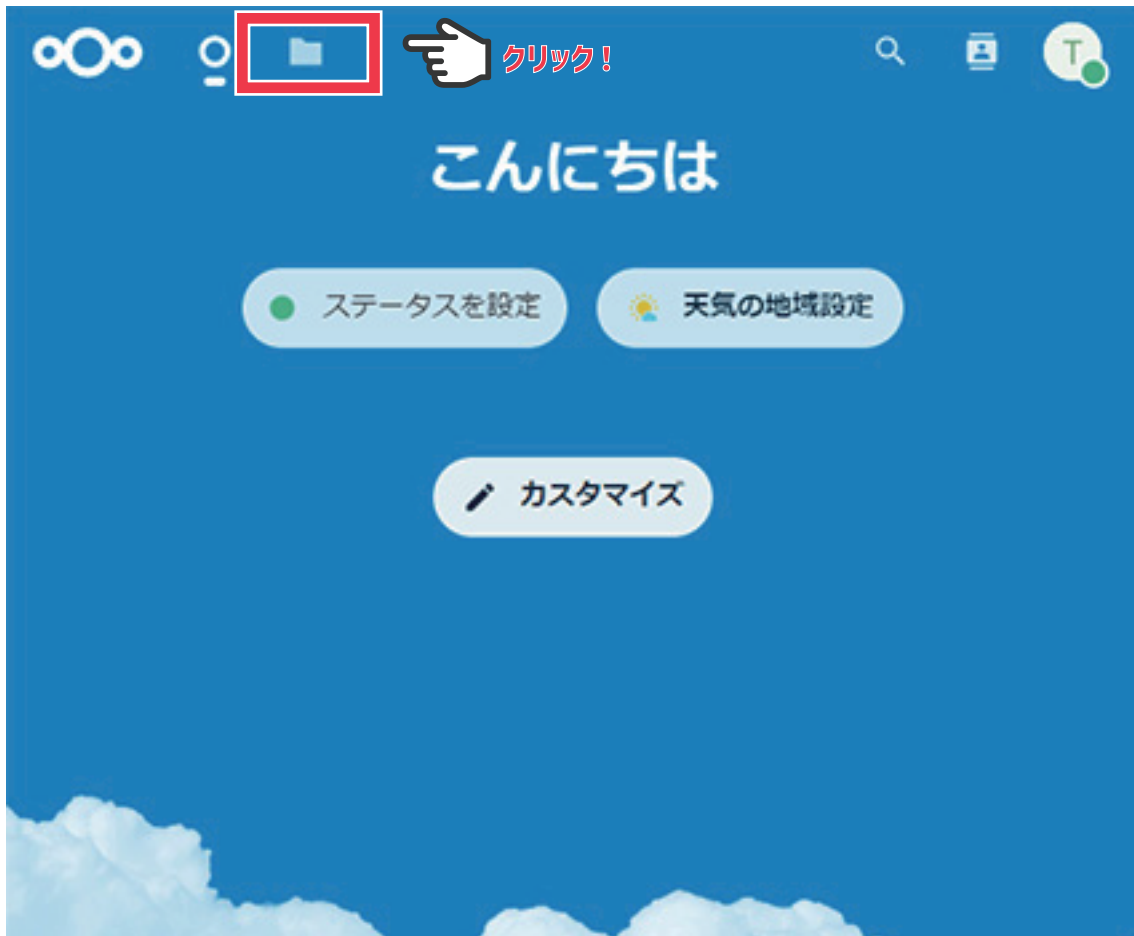 クリック！
T
こんにちは
ステータスを設定
天気の地域設定
カスタマイズ